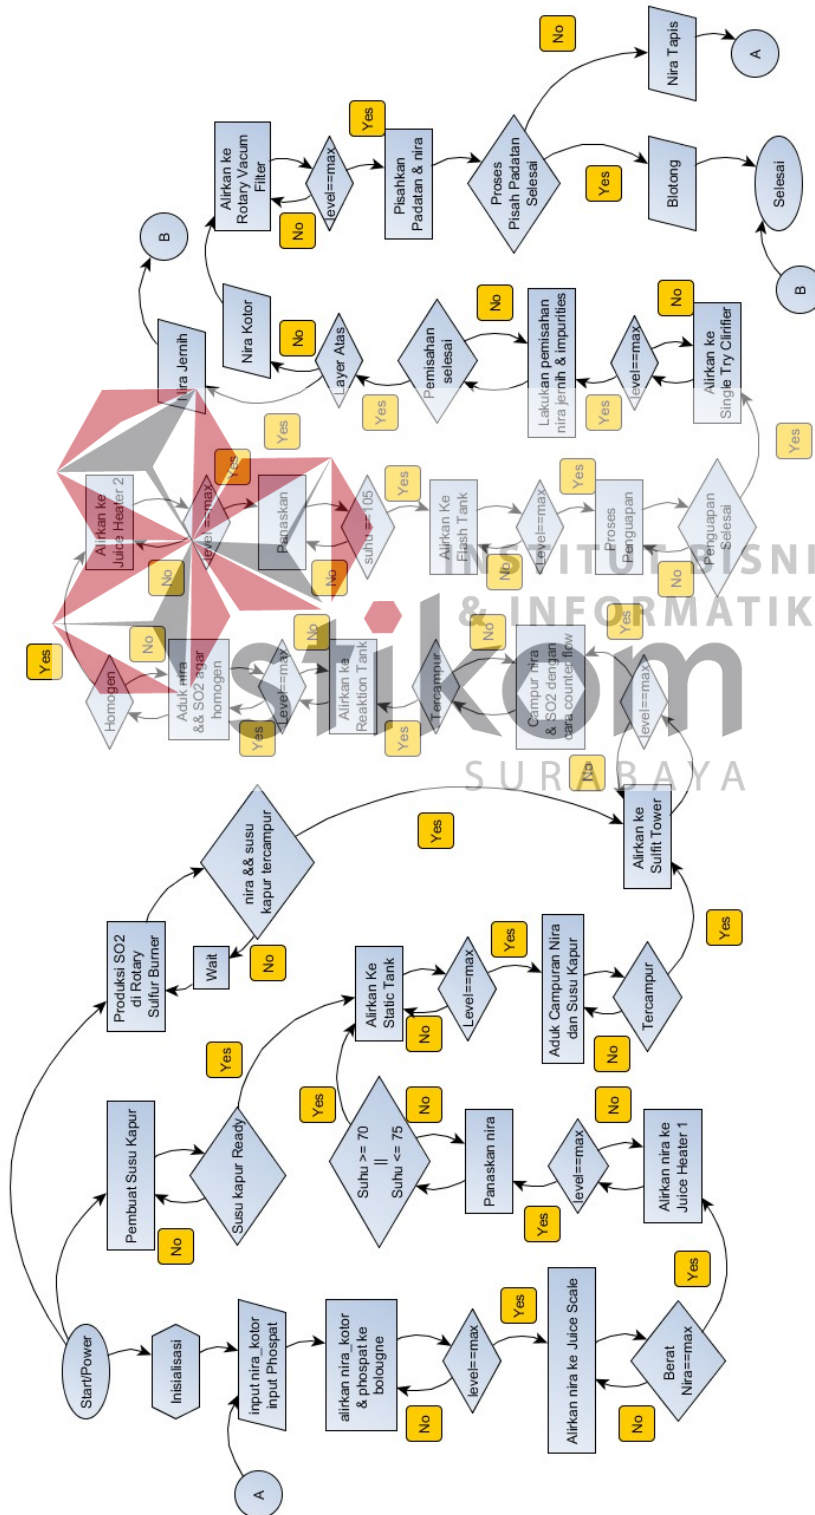 Start/Power
Inisialisasi
A
input nira_kotor
input Phospat
alirkan nira_kotor
& phospat ke
bolougne
level==max
No
Yes
Alirkan nira ke Juice Scale
Berat
Nira==max
No
Yes
Pembuat Susu Kapur
Susu kapur Ready
No
Yes
Suhu >= 70
||
Suhu <= 75
Yes
No
Panaskan nira
Yes
level==max
No
Alirkan nira ke
Juice Heater 1
Produksi SO2
di Rotary
Sulfur Burner
Wait
No
nira && susu
kapur tercampur
Yes
Alirkan Ke
Static Tank
No
Level==max
Yes
Aduk Campuran Nira
dan Susu Kapur
No
Tercampur
Yes
Alirkan ke
Sulfit Tower
Yes
Homogen
No
Aduk nira
&& SO2 agar
homogen
Level==max
No
Yes
Alirkan ke
Reaktion Tank
Yes
Tercampur
No
Campur nira
& SO2 dengan
cara counter flow
level==max
No
Yes
Alirkan ke
Juice Heater 2
No
level==max
Yes
Panaskan
No
suhu ==105
Yes
Alirkan Ke
Flash Tank
No
Level==max
Yes
Proses
Penguapan
No
Penguapan
Selesai
Yes
B
Nira Jernih
Nira Kotor
Yes
No
Layer Atas
Yes
Pemisahan
selesai
No
Lakukan pemisahan
nira jernih & impurities
Yes
level==max
No
Alirkan ke
Single Try Clirifier
Alirkan ke
Rotary Vacum
Filter
No
level==max
Yes
Pisahkan
Padatan & nira
Proses
Pisah Padatan
Selesai
No
Yes
Nira Tapis
A
Blotong
Selesai
B
INSTITUT BISNI
& INFORMATIK
stikom
SURABAYA